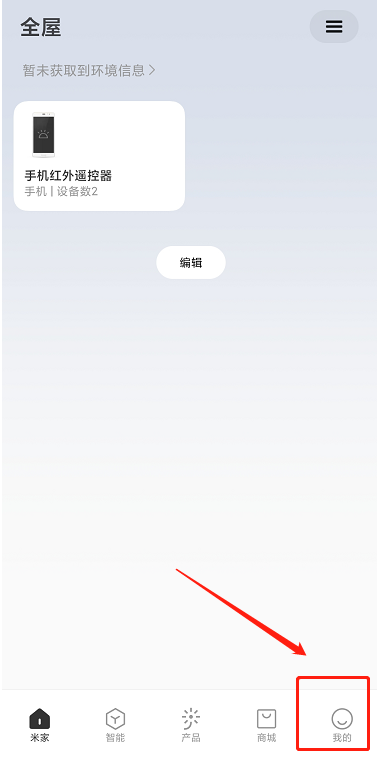 全屋
暂未获取到环境信息
手机红外遥控器
手机 | 设备数2
编辑
米家
智能
产品
商城
我的